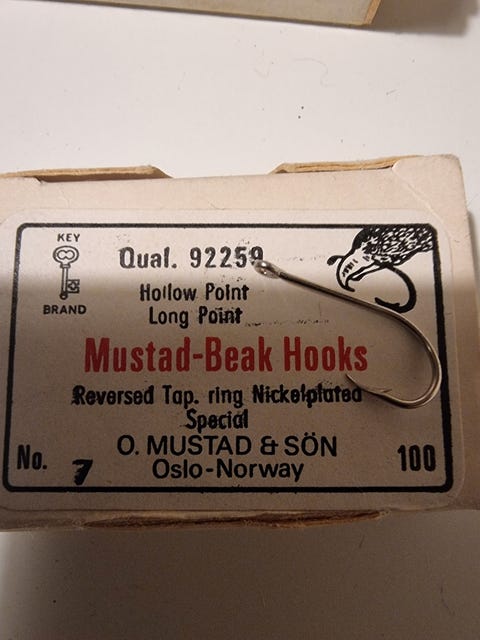 KEY
BRAND
Qual. 92259
Hollow Point
Long Point
Mustad-Beak Hooks
Reversed Tap. ring Nickelplated
Special
O. MUSTAD & SÖN
Oslo-Norway
No. 7
100